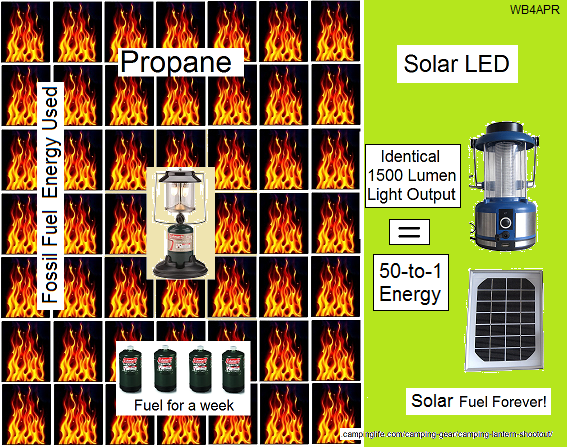 WB4APR
Propane
Solar LED
Fossil Fuel Energy Used
Identical
1500 Lumen
Light Output
=
50-to-1
Energy
Fuel for a week
Solar Fuel Forever!
.campinglife.com/camping-gear/camping-lantern-shootout/